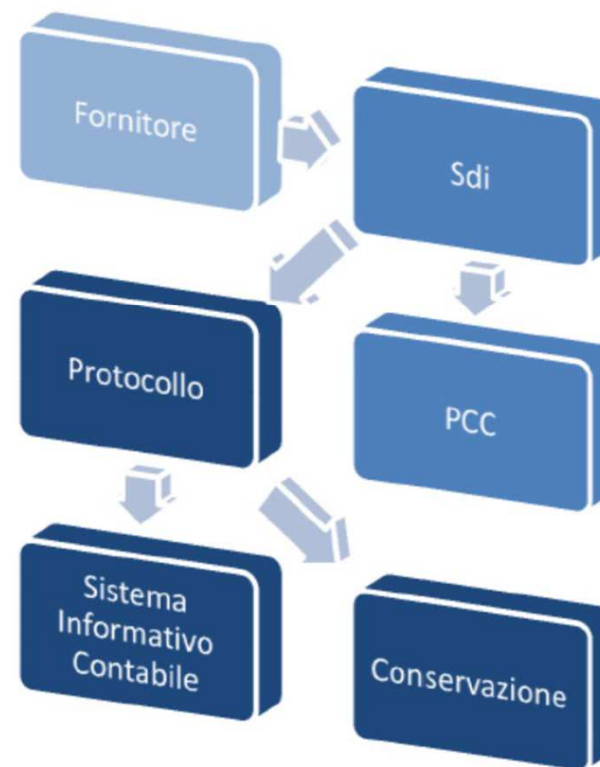 Fornitore
Sdi
Protocollo
PCC
Sistema
Informativo
Contabile
Conservazione